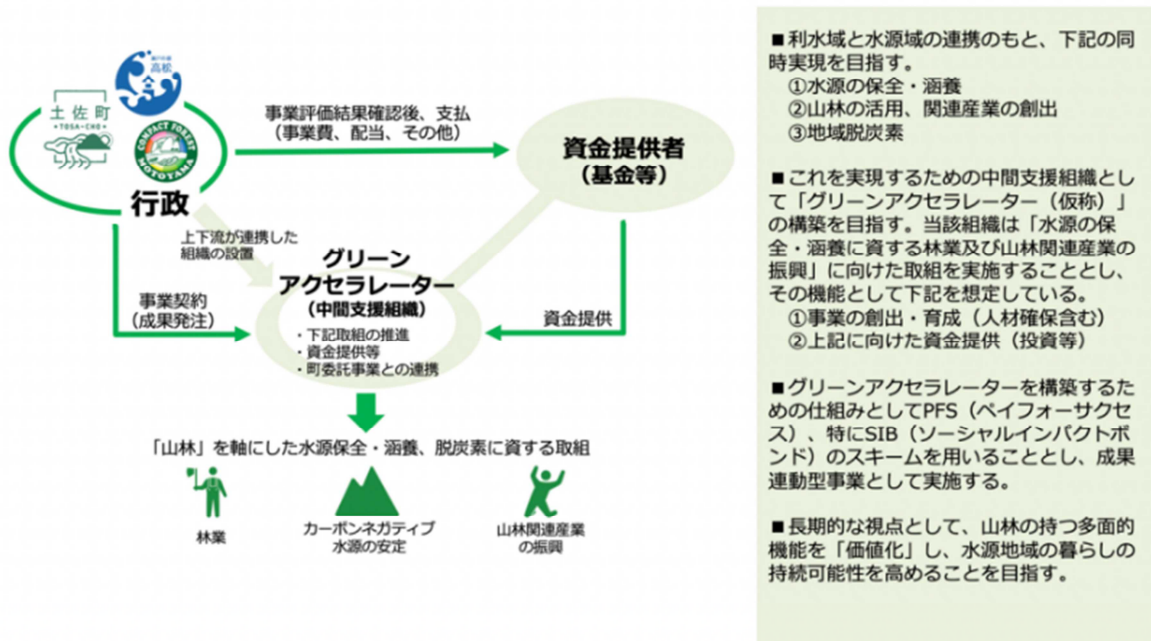 瀬戸の都
高松
土佐町
TOSA-CHO
COMPACT FOREST
MOTOYAMA
行政
事業評価結果確認後、支払
（事業費、配当、その他）
資金提供者
（基金等）
上下流が連携した
組織の設置
グリーン
アクセラレーター
（中間支援組織）
・下記取組の推進
・資金提供等
・町委託事業との連携
事業契約
（成果発注）
資金提供
「山林」を軸にした水源保全・涵養、脱炭素に資する取組
林業
カーボンネガティブ
水源の安定
山林関連産業
の振興
■利水域と水源域の連携のもと、下記の同
時実現を目指す。
①水源の保全・涵養
②山林の活用、関連産業の創出
③地域脱炭素
■これを実現するための中間支援組織とし
て「グリーンアクセラレーター（仮称）」
の構築を目指す。当該組織は「水源の保
全・涵養に資する林業及び山林関連産業の
振興」に向けた取組を実施することとし、
その機能として下記を想定している。
①事業の創出・育成（人材確保含む）
②上記に向けた資金提供（投資等）
■グリーンアクセラレーターを構築するた
めの仕組みとしてPFS（ペイフォーサクセ
ス）、特にSIB（ソーシャルインパクトボ
ンド）のスキームを用いることとし、成果
連動型事業として実施する。
■長期的な視点として、山林の持つ多面的
機能を「価値化」し、水源地域の暮らしの
持続可能性を高めることを目指す。